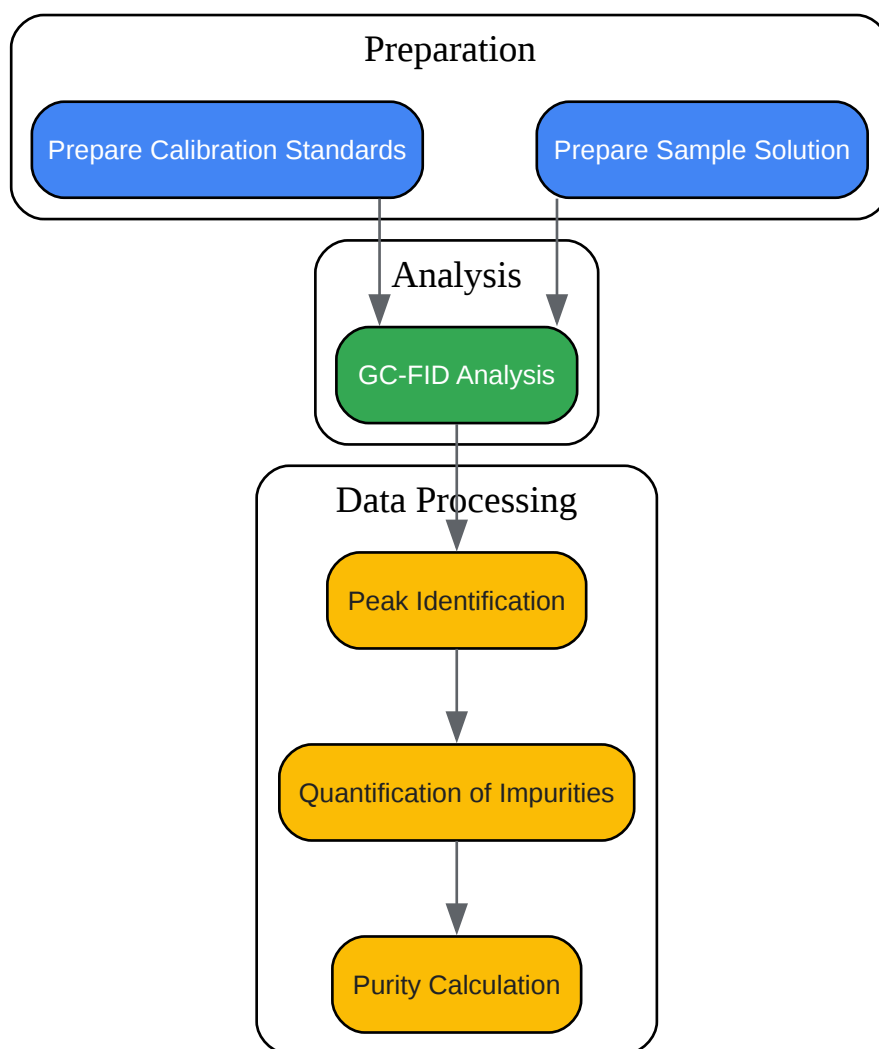 Preparation
Prepare Calibration Standards
Prepare Sample Solution
Analysis
GC-FID Analysis
Data Processing
Peak Identification
Quantification of Impurities
Purity Calculation